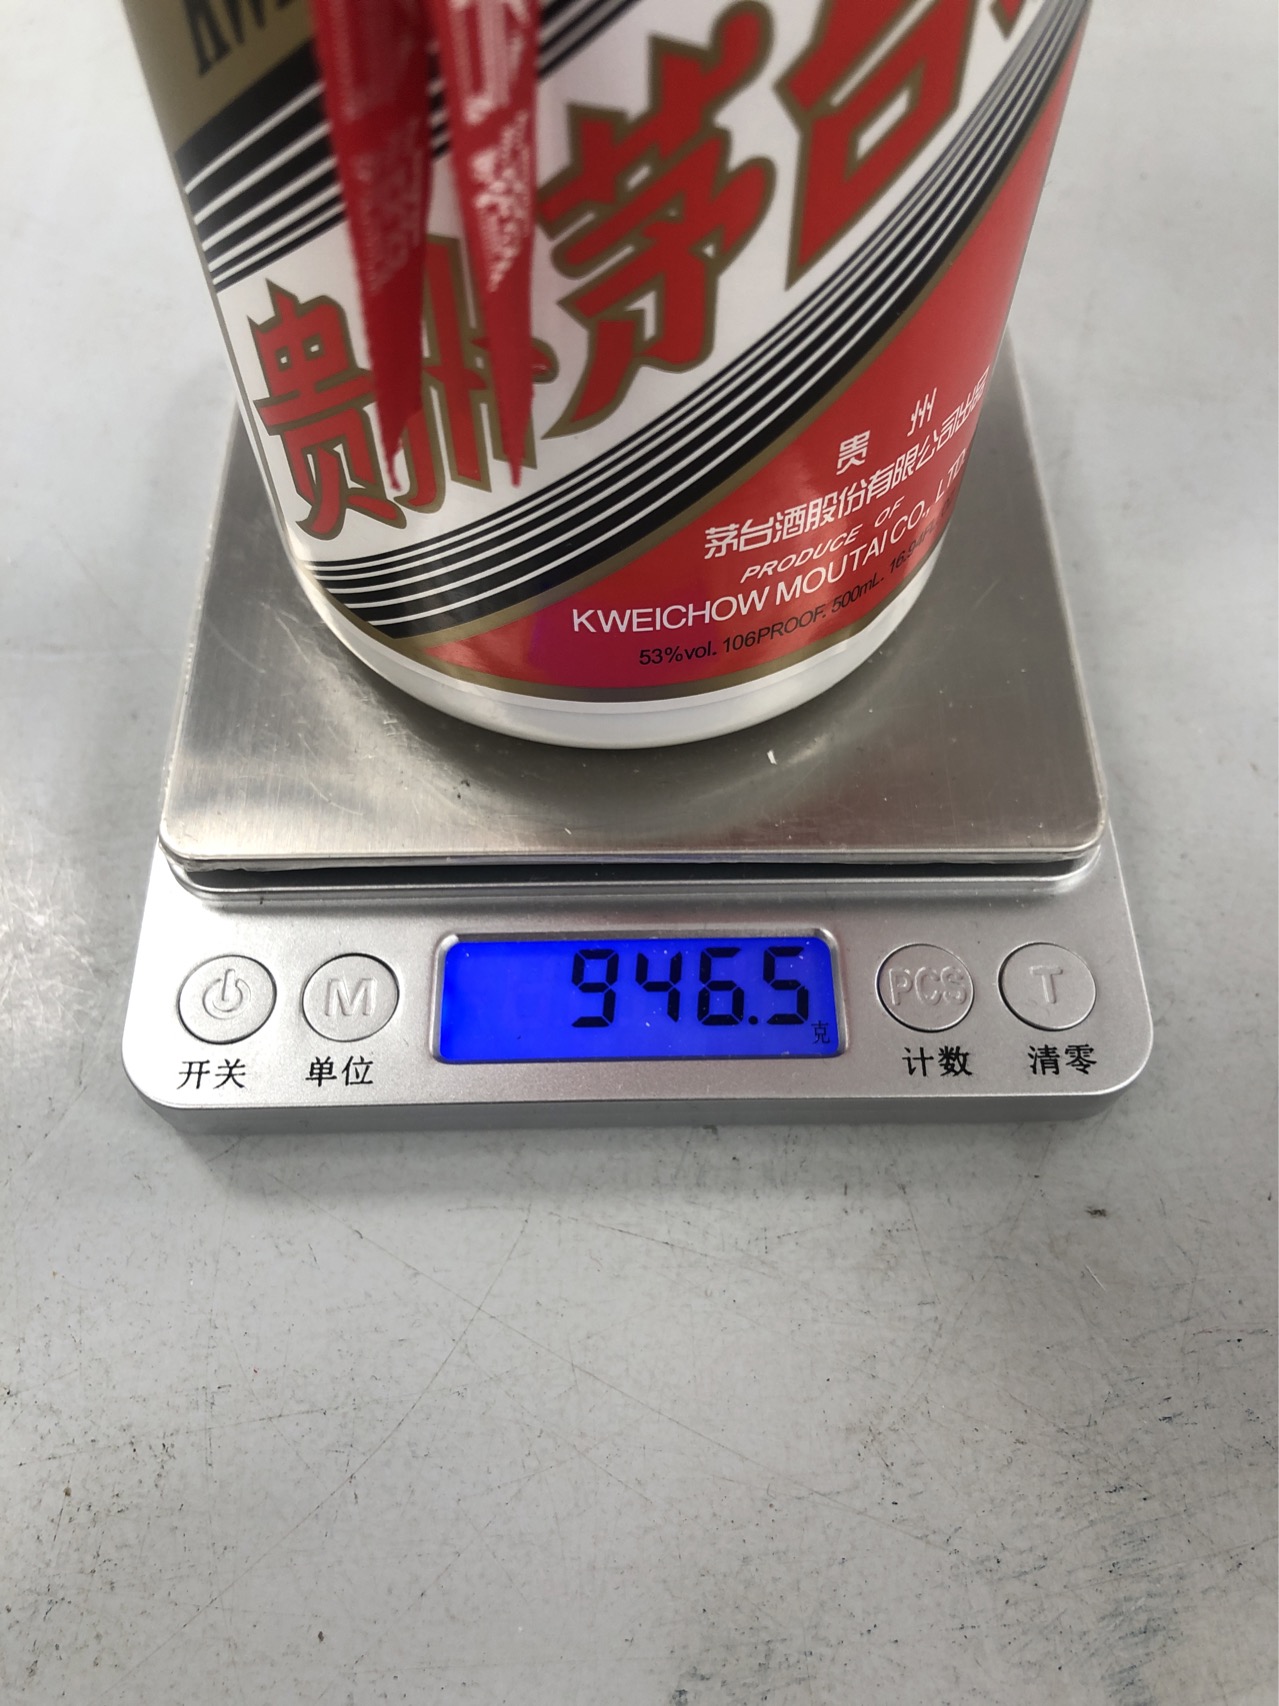 贵州茅台
贵州
茅台酒股份有限公司出品
PRODUCE OF
KWEICHOW MOUTAI CO., LTD
53%vol. 106PROOF. 500mL.
946.5
克
PCS
M
T
开关
单位
计数
清零